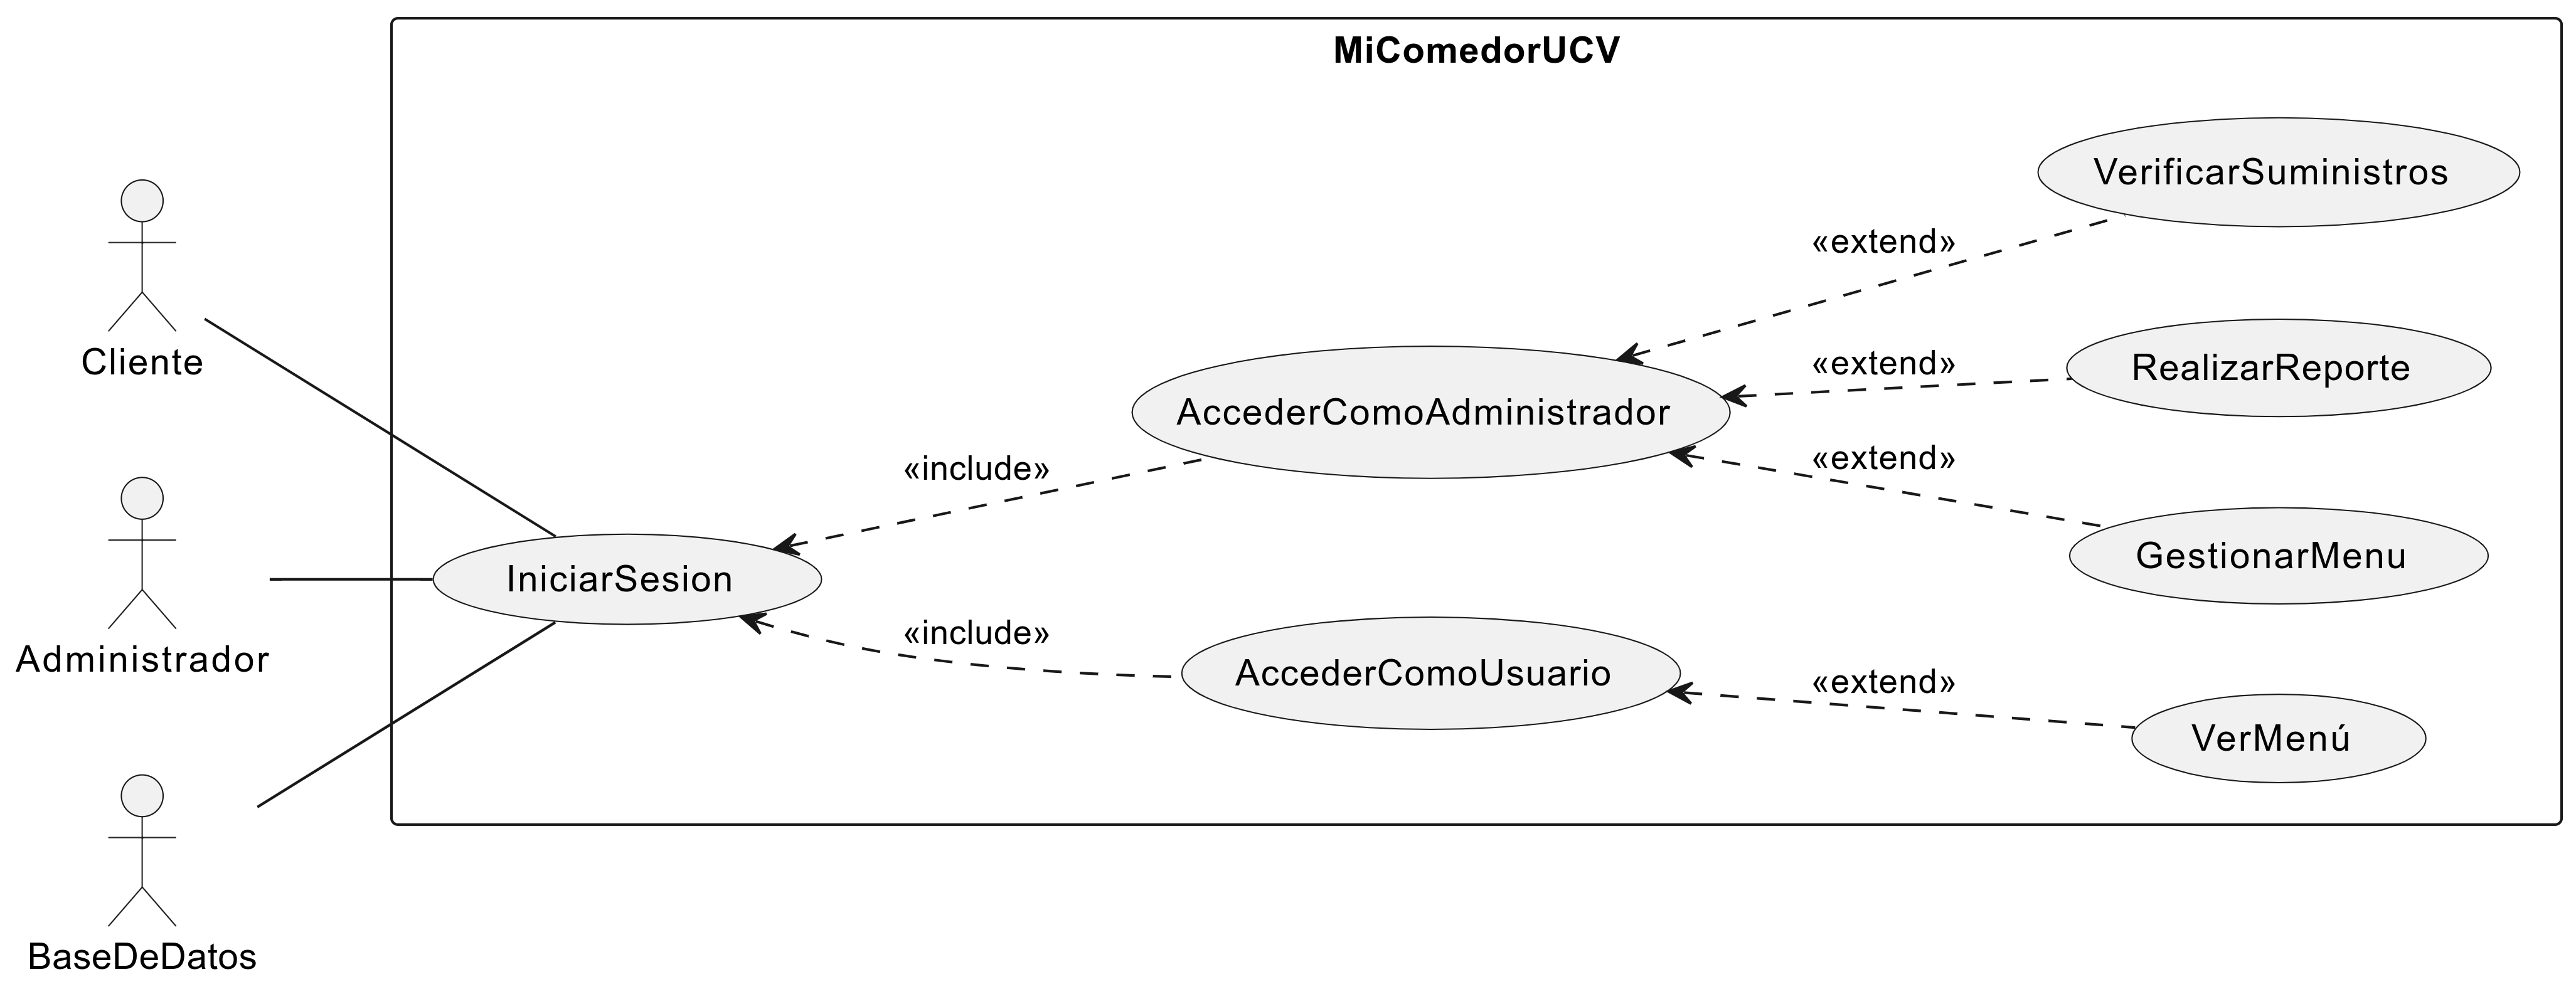 MiComedorUCV
VerificarSuministros
«extend»
Cliente
«extend»
RealizarReporte
AccederComoAdministrador
«extend»
«include»
GestionarMenu
IniciarSesion
Administrador
«include»
AccederComoUsuario
«extend»
VerMenú
BaseDeDatos